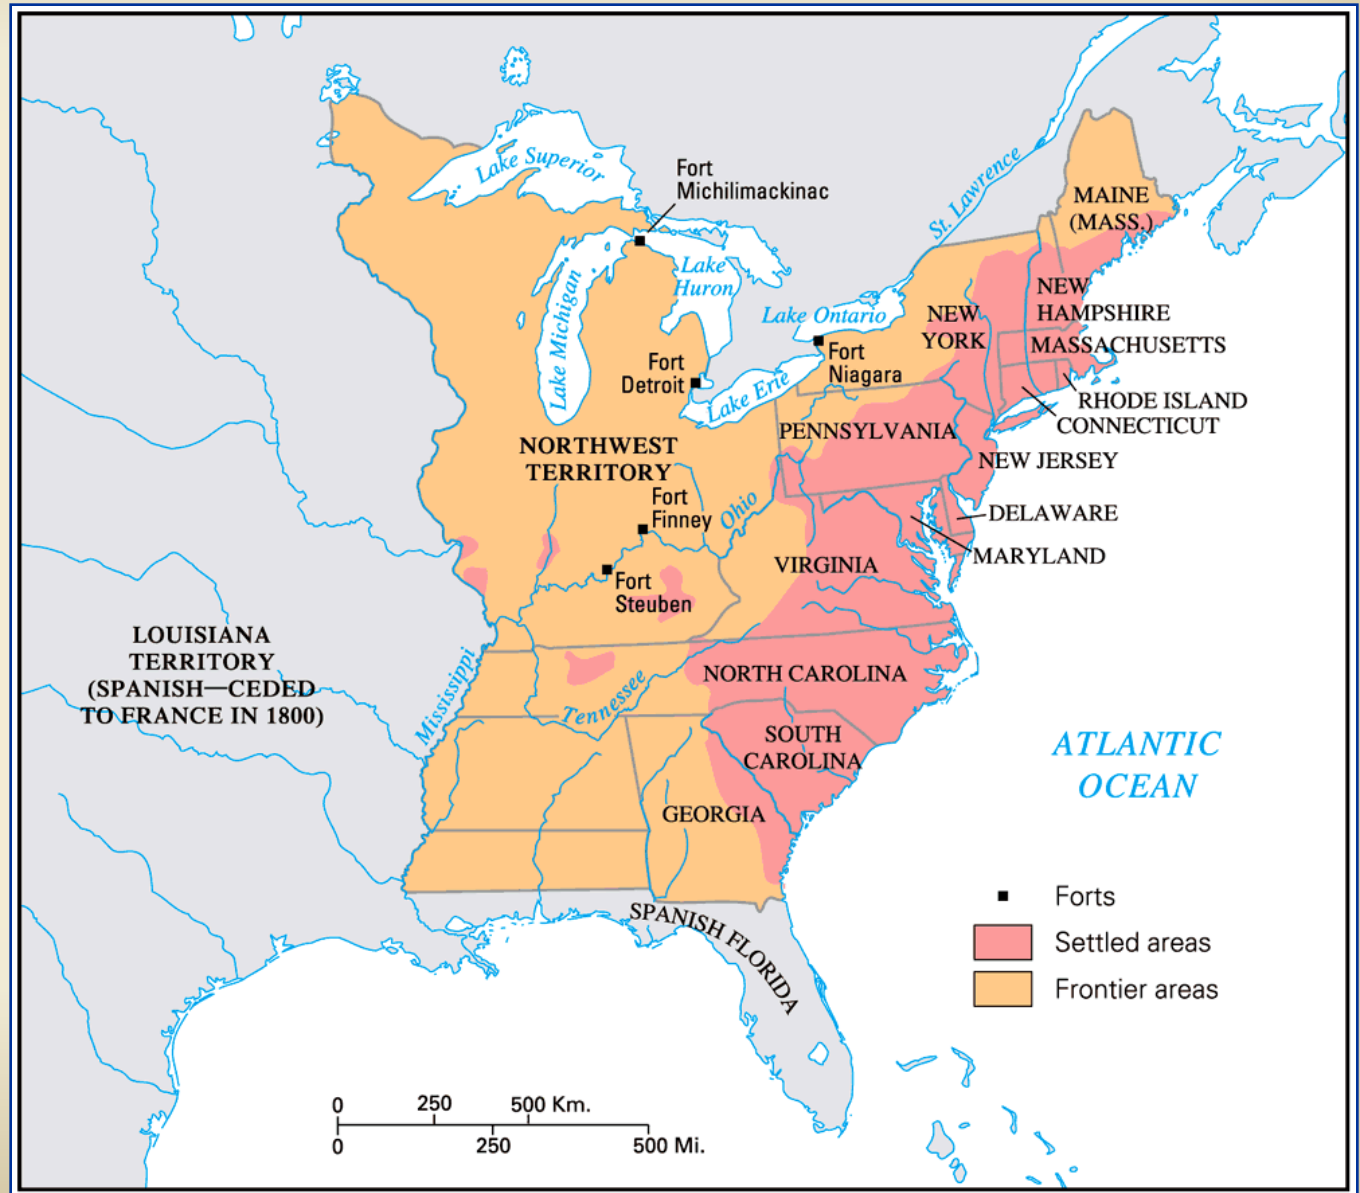 Lake Superior
Fort
Michilimackinac
St. Lawrence
MAINE
(MASS.)
Lake
Huron
Lake Michigan
Lake Ontario
NEW
YORK
NEW
HAMPSHIRE
MASSACHUSETTS
Fort
Niagara
Fort
Detroit
Lake Erie
RHODE ISLAND
CONNECTICUT
PENNSYLVANIA
NEW JERSEY
NORTHWEST
TERRITORY
Fort
Finney
Ohio
DELAWARE
MARYLAND
VIRGINIA
Fort
Steuben
LOUISIANA
TERRITORY
(SPANISH—CEDED
TO FRANCE IN 1800)
Mississippi
Tennessee
NORTH CAROLINA
SOUTH
CAROLINA
ATLANTIC
OCEAN
GEORGIA
SPANISH FLORIDA
Forts
Settled areas
Frontier areas
0 250 500 Km.
0 250 500 Mi.